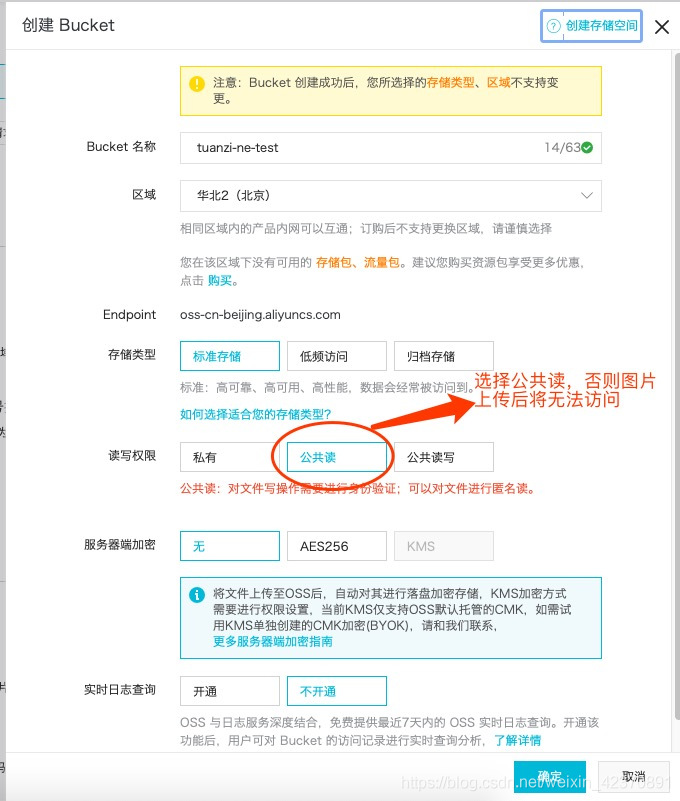 创建 Bucket
创建存储空间
注意：Bucket 创建成功后，您所选择的存储类型、区域不支持变
更。
Bucket 名称
tuanzi-ne-test
14/63
区域
华北2（北京）
相同区域内的产品内网可以互通；订购后不支持更换区域，请谨慎选择
您在该区域下没有可用的 存储包、流量包。建议您购买资源包享受更多优惠，
点击 购买。
Endpoint
oss-cn-beijing.aliyuncs.com
存储类型
标准存储
低频访问
归档存储
标准：高可靠、高可用、高性能，数据会经常被访问到。
选择公共读，否则图片
上传后将无法访问
如何选择适合您的存储类型？
读写权限
私有
公共读
公共读写
公共读：对文件写操作需要进行身份验证；可以对文件进行匿名读。
服务器端加密
无
AES256
KMS
将文件上传至OSS后，自动对其进行落盘加密存储，KMS加密方式
需要进行权限设置，当前KMS仅支持OSS默认托管的CMK，如需试
用KMS单独创建的CMK加密(BYOK)，请和我们联系，
更多服务器端加密指南
实时日志查询
开通
不开通
OSS 与日志服务深度结合，免费提供最近7天内的 OSS 实时日志查询。开通该
功能后，用户可对 Bucket 的访问记录进行实时查询分析，了解详情
确定
取消
https://blog.csdn.net/weixin_42376891